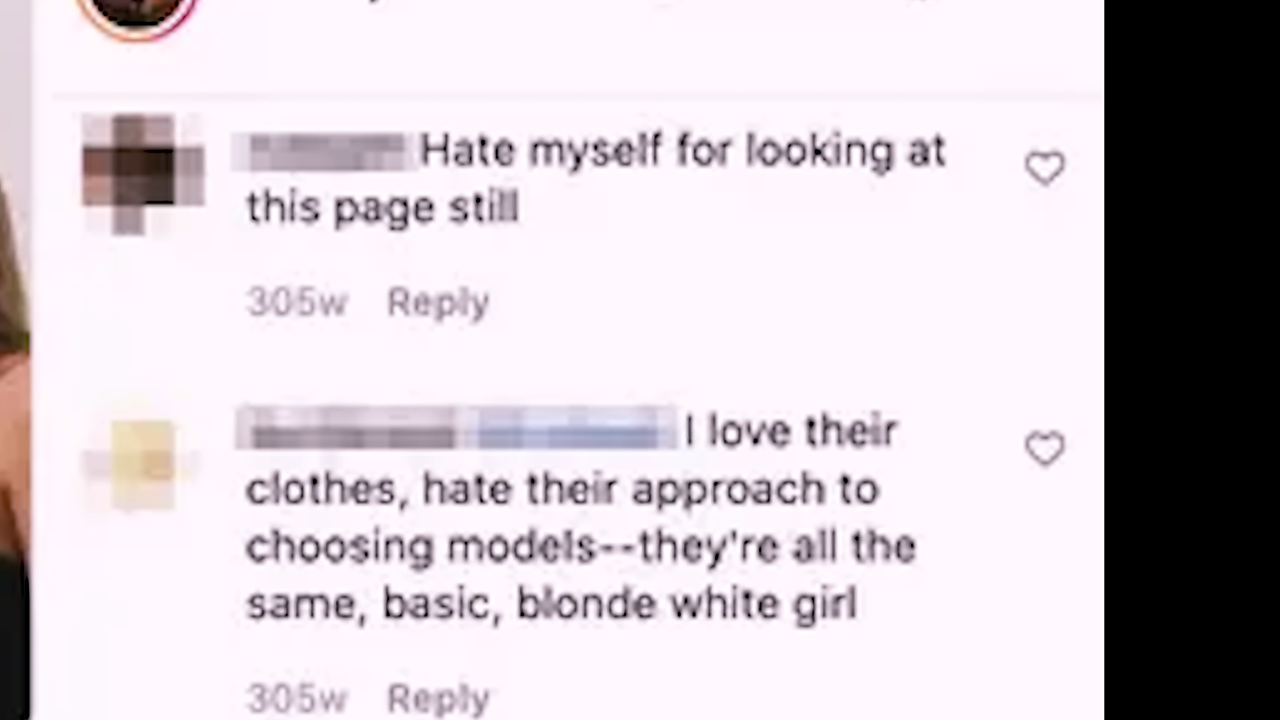 Hate myself for looking at
this page still
305w Reply
I love their
clothes, hate their approach to
choosing models--they're all the
same, basic, blonde white girl
305w Reply